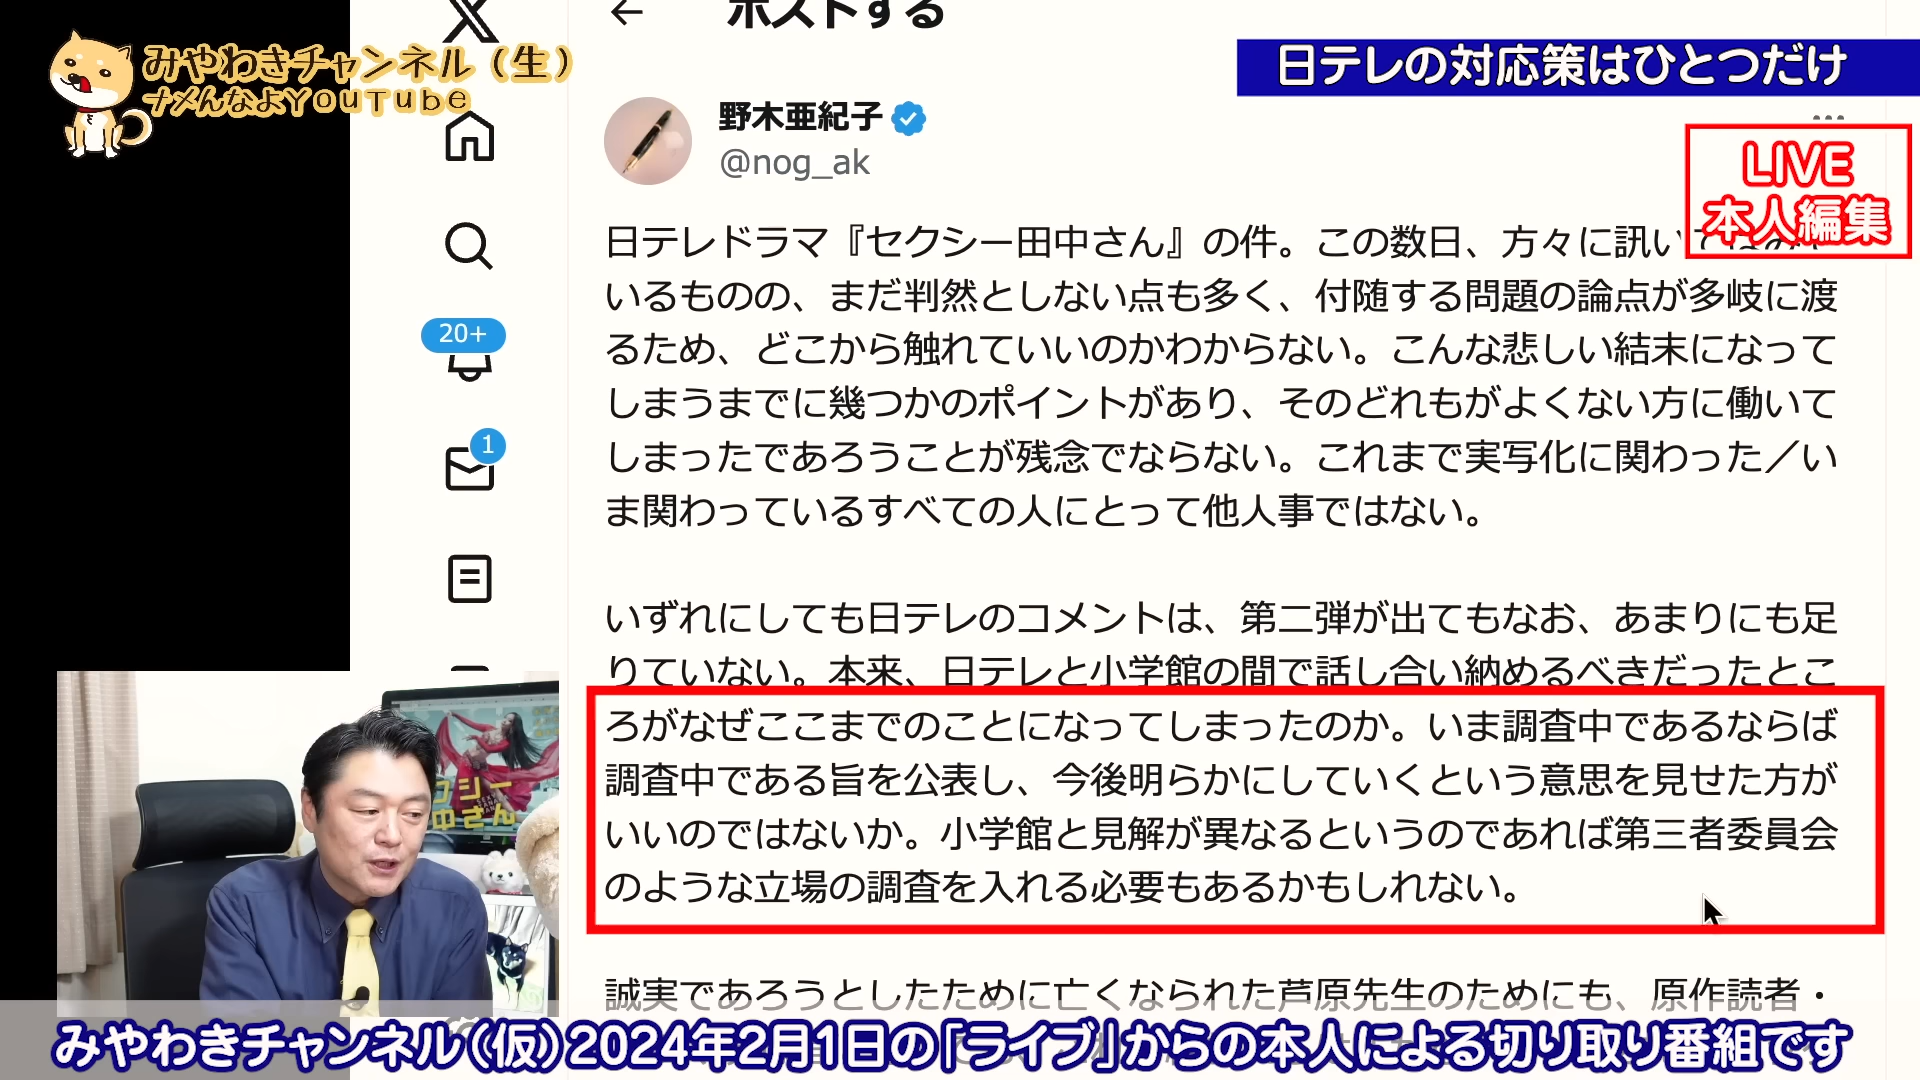 ポストする
みやわきチャンネル（生）
ナメんなよYouTube
日テレの対応策はひとつだけ
LIVE
本人編集
野木亜紀子
@nog_ak
20+
1
日テレドラマ『セクシー田中さん』の件。この数日、方々に訊い
いるものの、まだ判然としない点も多く、付随する問題の論点が多岐に渡
るため、どこから触れていいのかわからない。こんな悲しい結末になって
しまうまでに幾つかのポイントがあり、そのどれもがよくない方に働いて
しまったであろうことが残念でならない。これまで実写化に関わった／い
ま関わっているすべての人にとって他人事ではない。
いずれにしても日テレのコメントは、第二弾が出てもなお、あまりにも足
りていない。本来、日テレと小学館の間で話し合い納めるべきだったとこ
ろがなぜここまでのことになってしまったのか。いま調査中であるならば
調査中である旨を公表し、今後明らかにしていくという意思を見せた方が
いいのではないか。小学館と見解が異なるというのであれば第三者委員会
のような立場の調査を入れる必要もあるかもしれない。
誠実であろうとしたために亡くなられた芦原先生のためにも、原作読者・
みやわきチャンネル（仮）2024年2月1日の「ライブ」からの本人による切り取り番組です